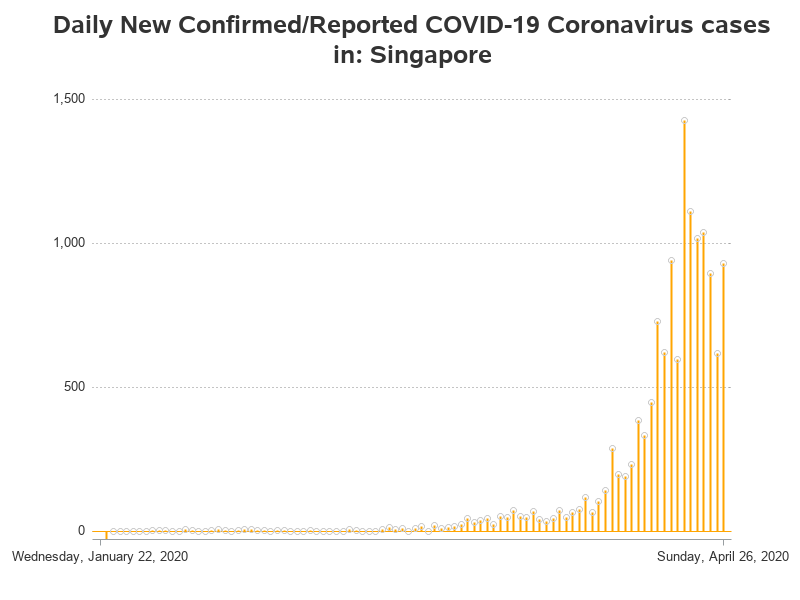 Daily New Confirmed/Reported COVID-19 Coronavirus cases
in: Singapore
1,500
1,000
500
0
Wednesday, January 22, 2020
Sunday, April 26, 2020